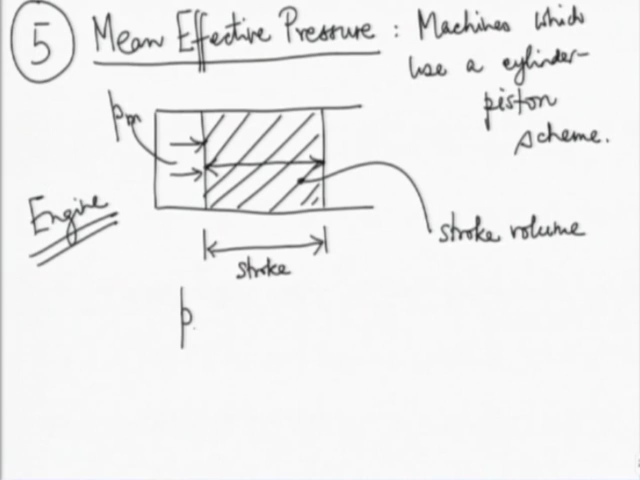 5 Mean Effective Pressure : Machines which
use a cylinder-
piston
scheme.
pm
Engine
stroke volume
stroke
p.